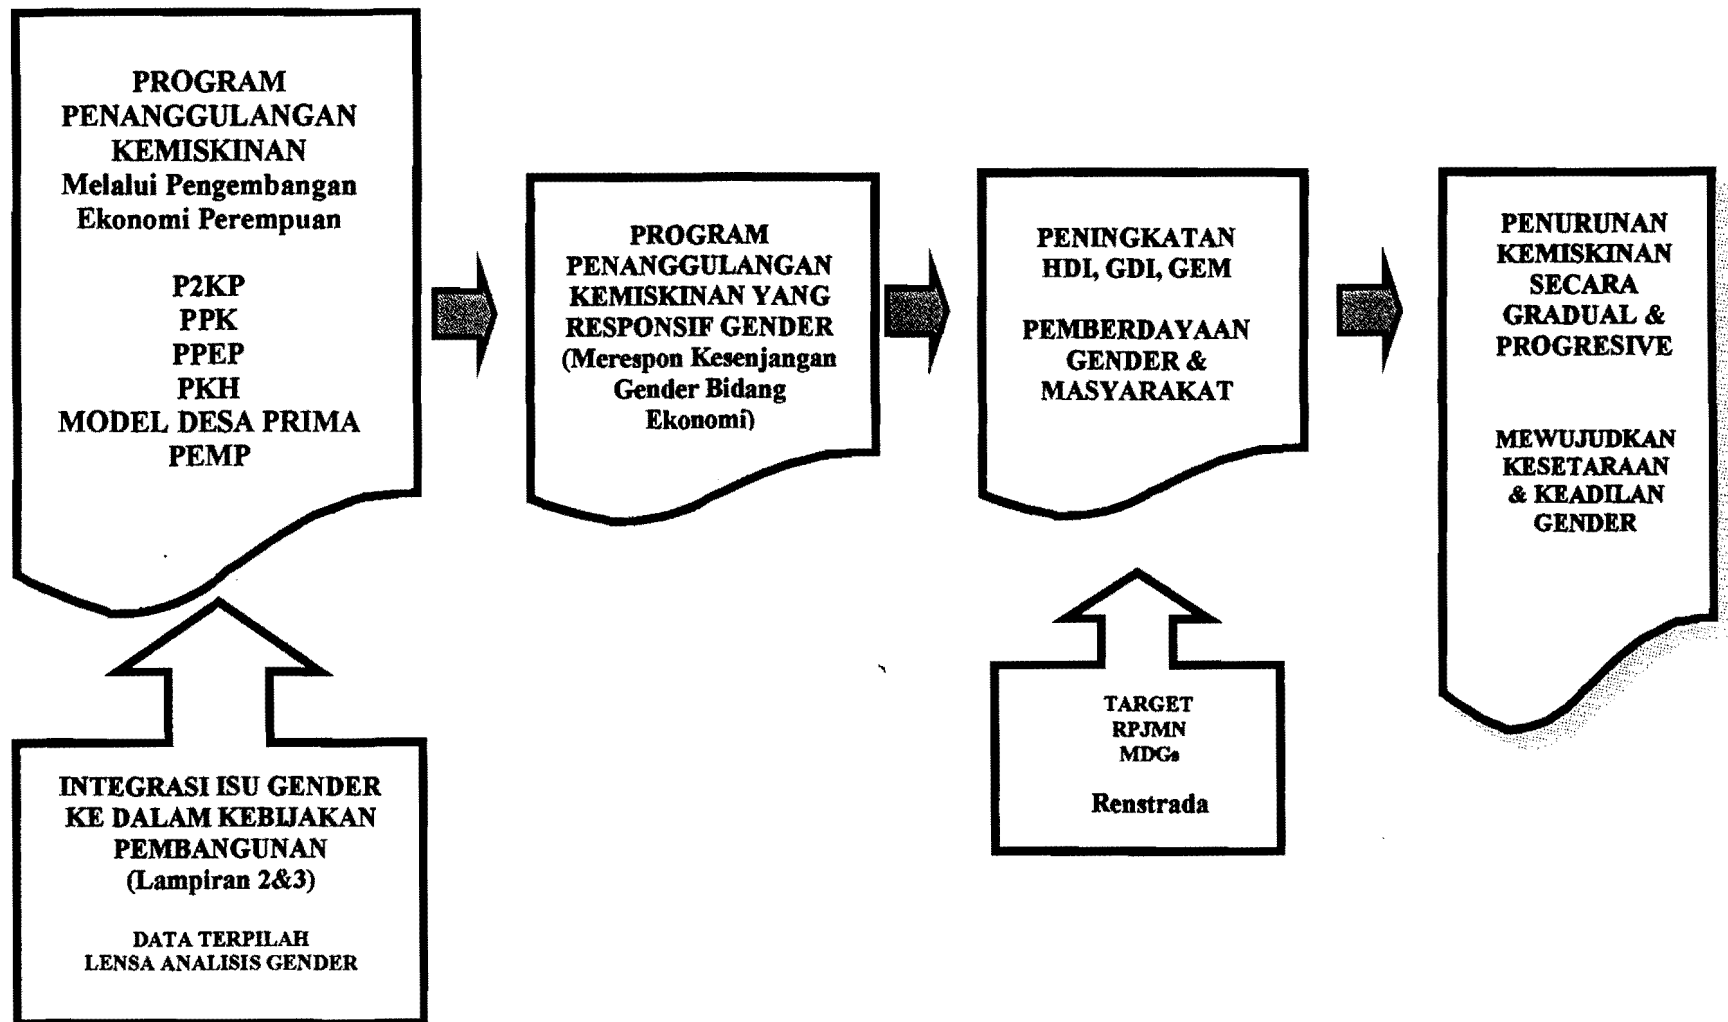 PROGRAM
PENANGGULANGAN
KEMISKINAN
Melalui Pengembangan
Ekonomi Perempuan
P2KP
PPK
PPEP
PKH
MODEL DESA PRIMA
PEMP
INTEGRASI ISU GENDER
KE DALAM KEBIJAKAN
PEMBANGUNAN
(Lampiran 2&3)
DATA TERPILAH
LENSA ANALISIS GENDER
PROGRAM
PENANGGULANGAN
KEMISKINAN YANG
RESPONSIF GENDER
(Merespon Kesenjangan
Gender Bidang
Ekonomi)
PENINGKATAN
HDI, GDI, GEM
PEMBERDAYAAN
GENDER &
MASYARAKAT
TARGET
RPJMN
MDGs
Renstrada
PENURUNAN
KEMISKINAN
SECARA
GRADUAL &
PROGRESIVE
MEWUJUDKAN
KESETARAAN
& KEADILAN
GENDER